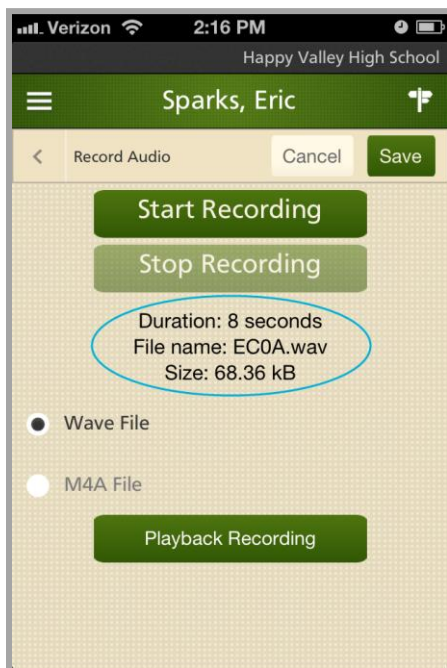 Verizon 2:16 PM
Happy Valley High School
Sparks, Eric
Record Audio Cancel Save
Start Recording
Stop Recording
Duration: 8 seconds
File name: EC0A.wav
Size: 68.36 kB
Wave File
M4A File
Playback Recording